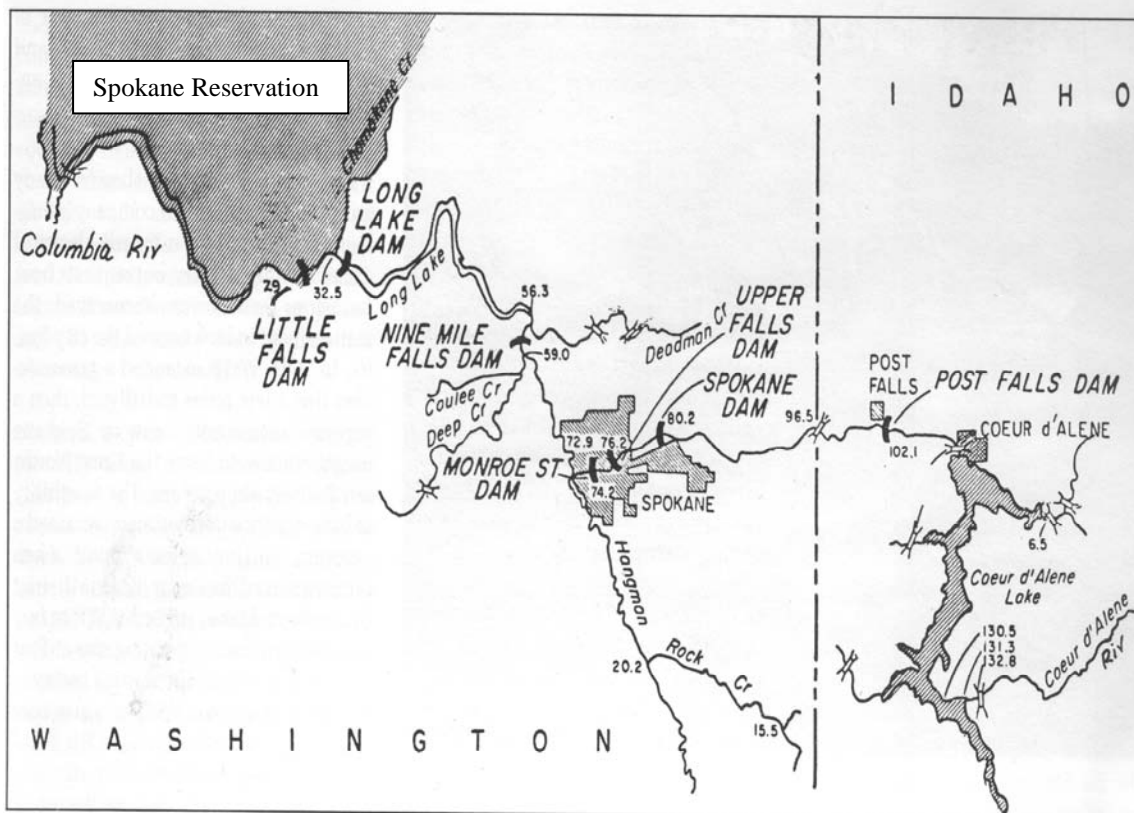 Spokane Reservation
Chamokane Cr
I D A H O
Columbia Riv
LONG
LAKE
DAM
29
32.5
LITTLE
FALLS
DAM
Long Lake
56.3
NINE MILE
FALLS DAM
59.0
Deadman Cr
UPPER
FALLS
DAM
SPOKANE
DAM
80.2
96.5
POST
FALLS
POST FALLS DAM
102.1
COEUR d'ALENE
Coulee Cr
Deep Cr
72.9
76.2
74.2
MONROE ST
DAM
SPOKANE
6.5
Coeur d'Alene
Lake
130.5
131.3
132.8
Coeur d'Alene
Riv
Hangman
20.2
Rock
Cr
15.5
W A S H I N G T O N